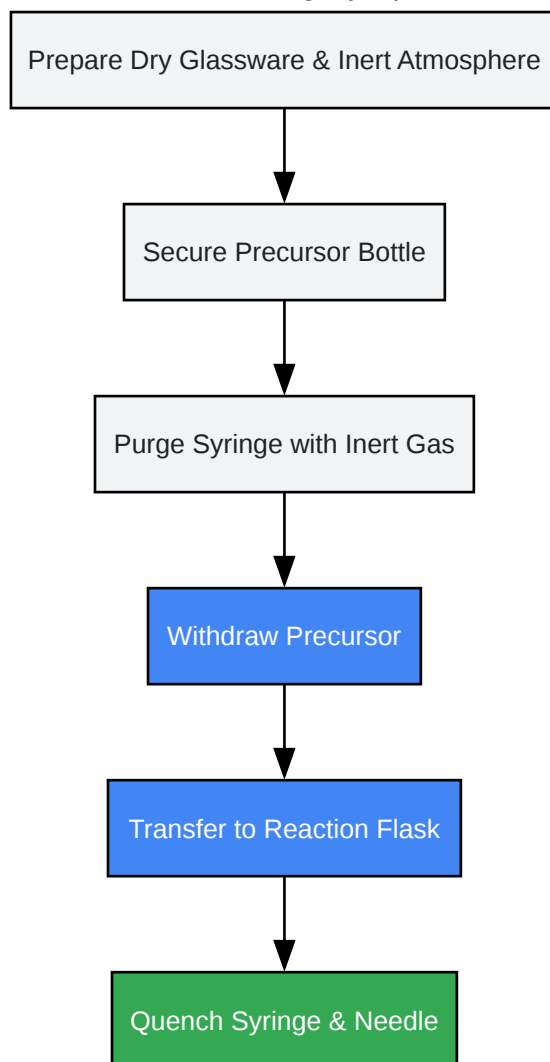 Prepare Dry Glassware & Inert Atmosphere
Secure Precursor Bottle
Purge Syringe with Inert Gas
Withdraw Precursor
Transfer to Reaction Flask
Quench Syringe & Needle